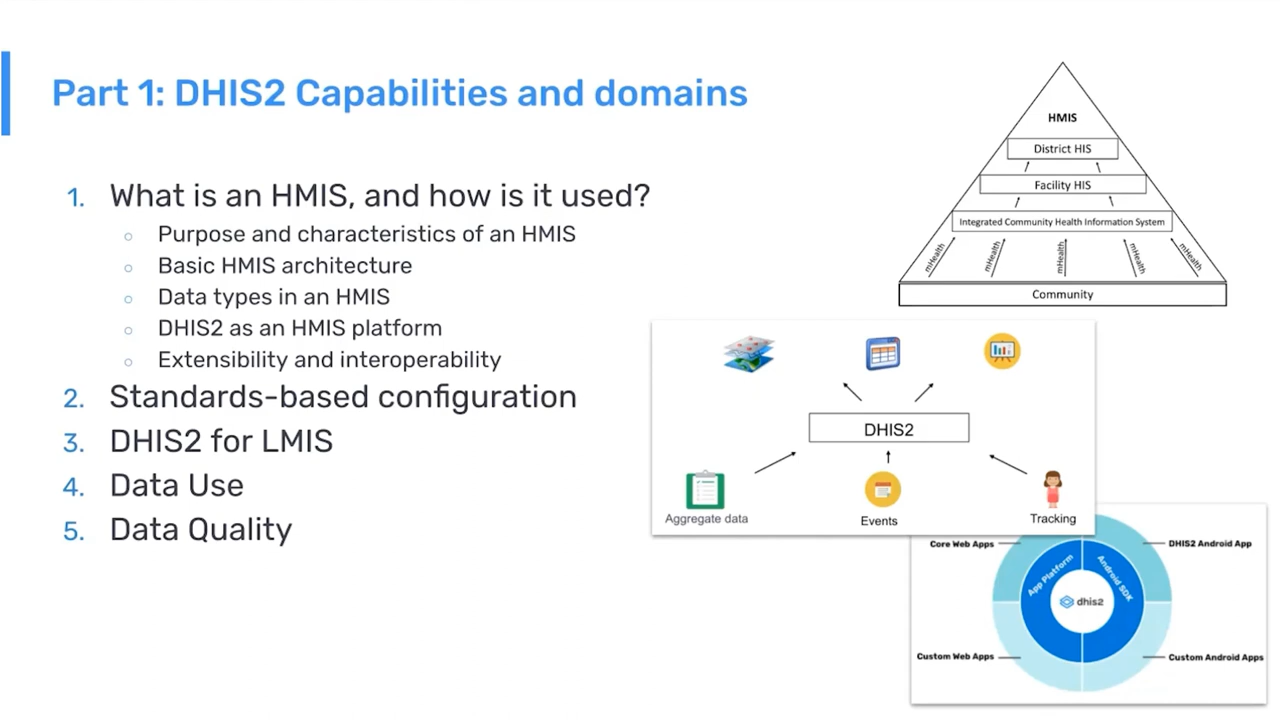 Part 1: DHIS2 Capabilities and domains
1. What is an HMIS, and how is it used?
○ Purpose and characteristics of an HMIS
○ Basic HMIS architecture
○ Data types in an HMIS
○ DHIS2 as an HMIS platform
○ Extensibility and interoperability
2. Standards-based configuration
3. DHIS2 for LMIS
4. Data Use
5. Data Quality
HMIS
District HIS
Facility HIS
Integrated Community Health Information System
mHealth
mHealth
mHealth
mHealth
mHealth
Community
DHIS2
Aggregate data
Events
Tracking
Core Web Apps
DHIS2 Android App
App Platform
Android SDK
dhis2
Custom Web Apps
Custom Android Apps